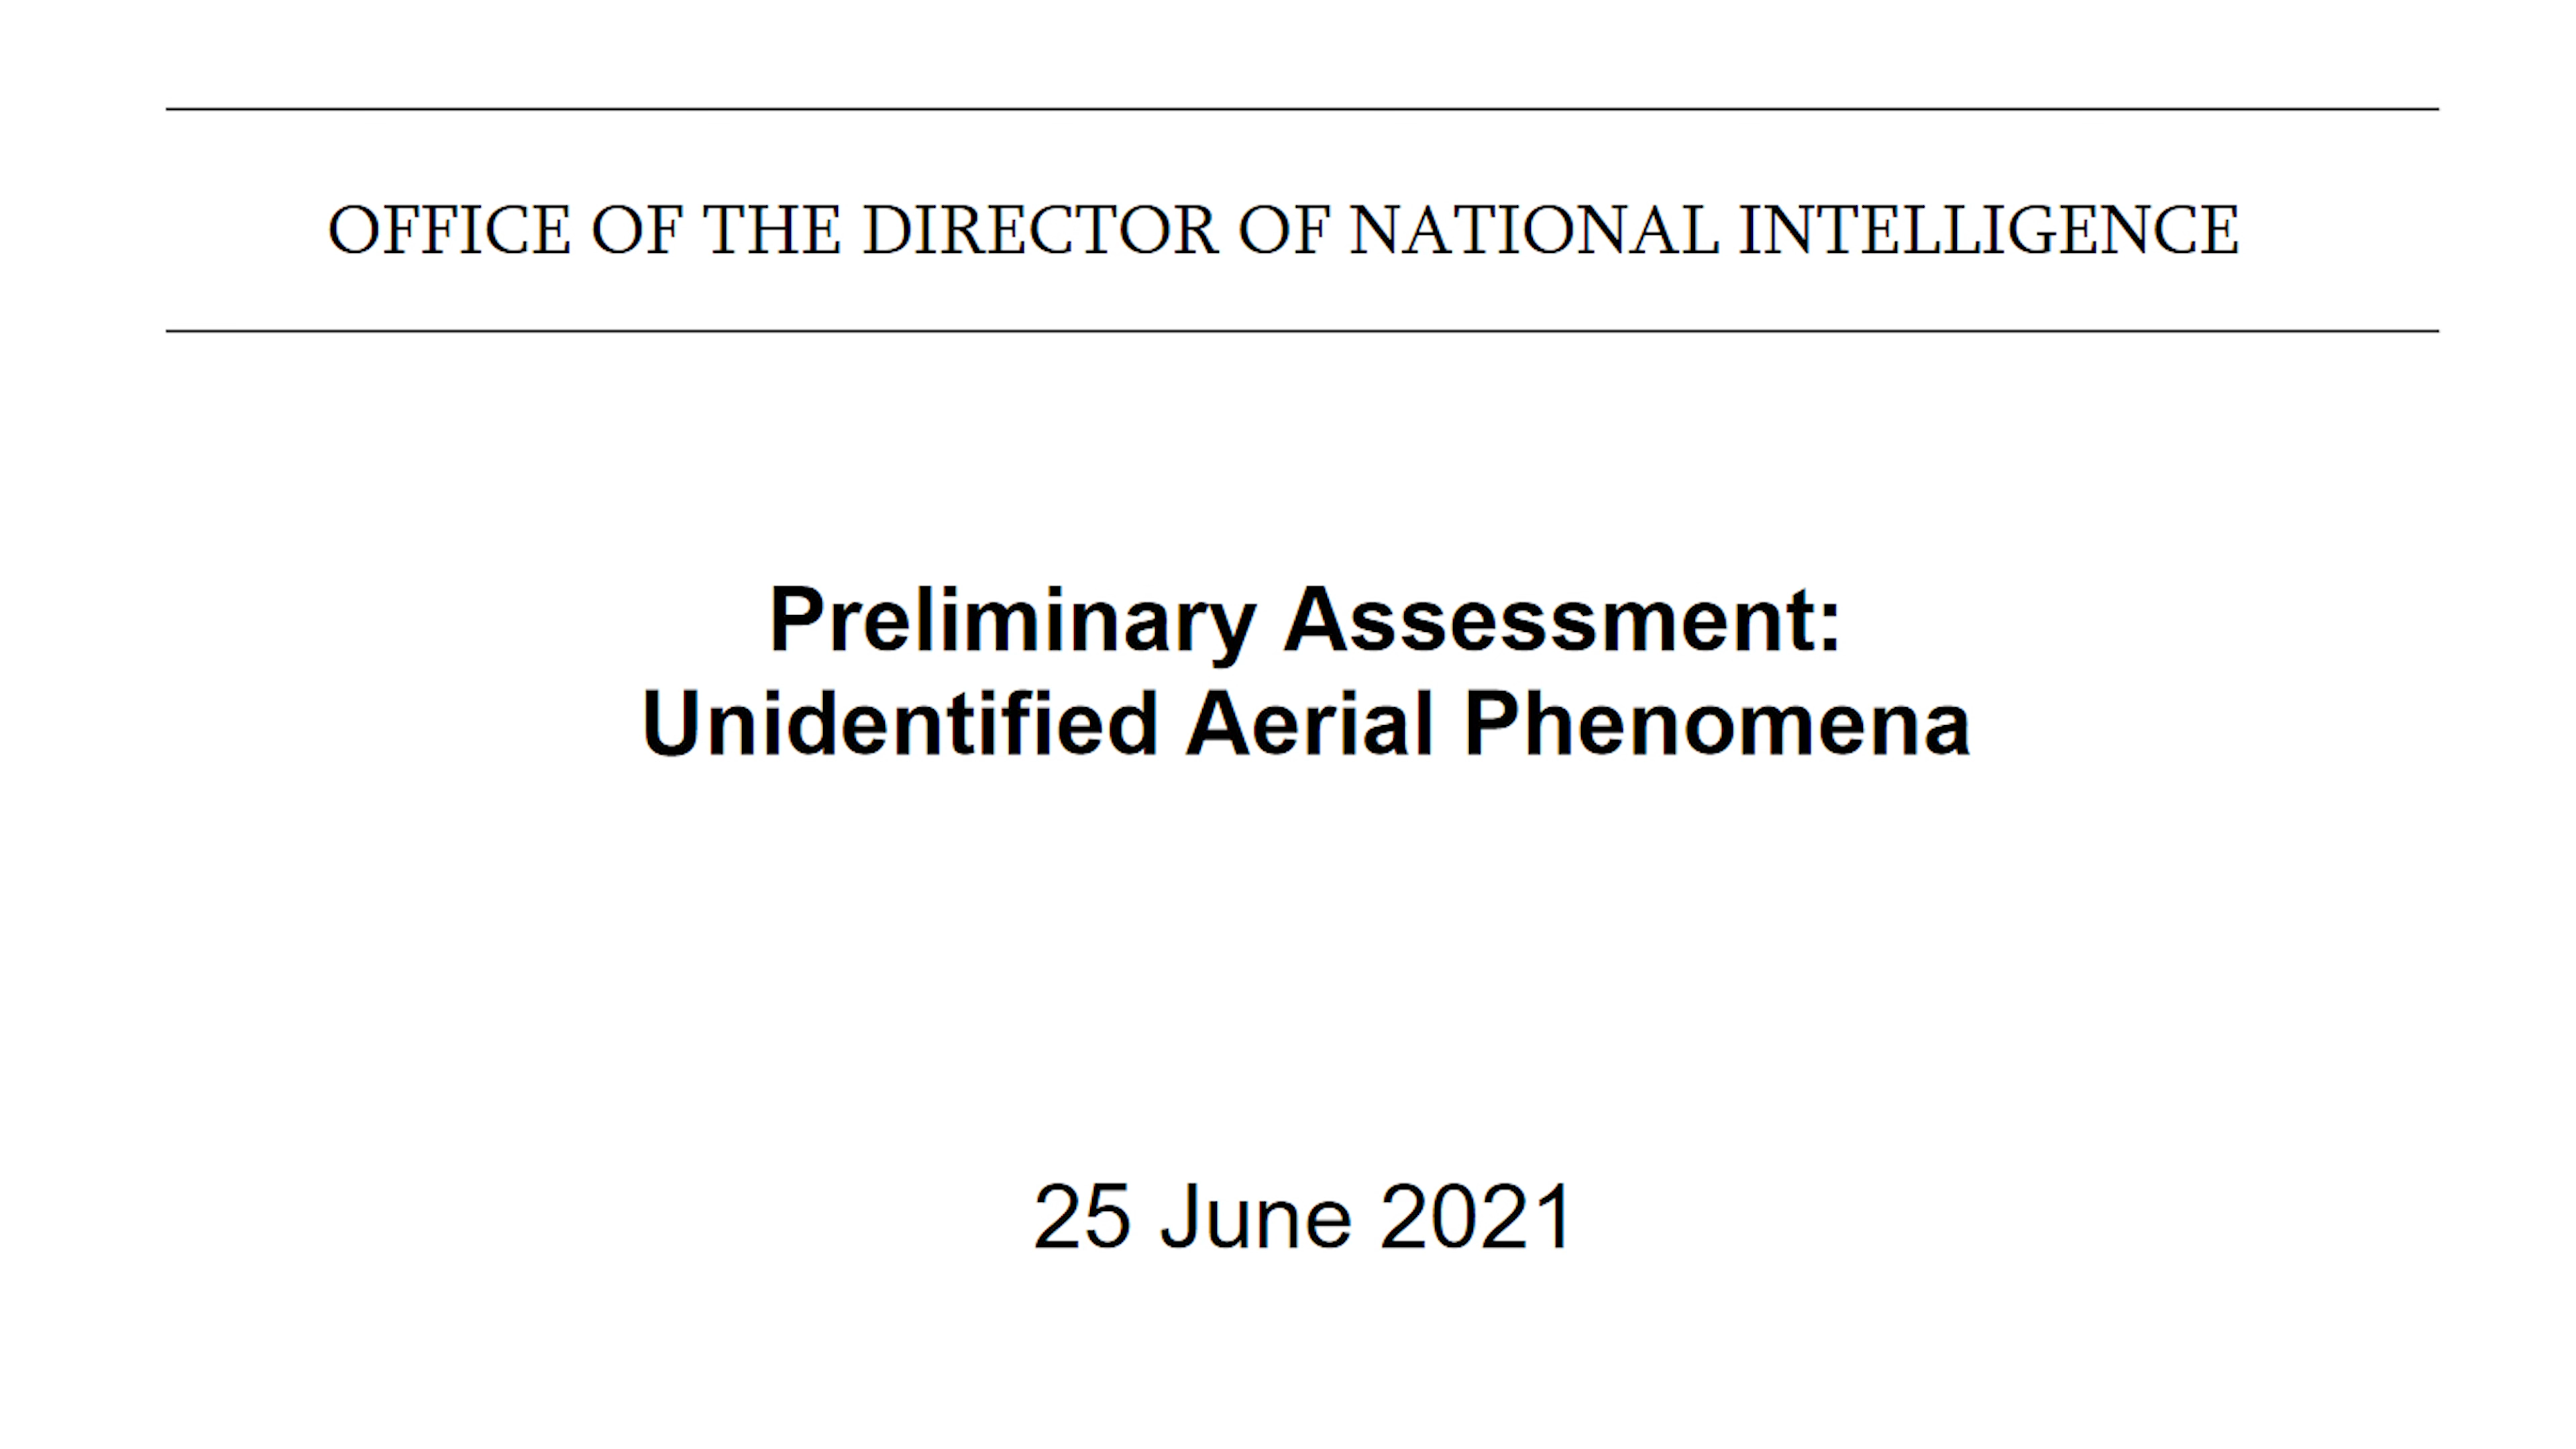 OFFICE OF THE DIRECTOR OF NATIONAL INTELLIGENCE
Preliminary Assessment:
Unidentified Aerial Phenomena
25 June 2021